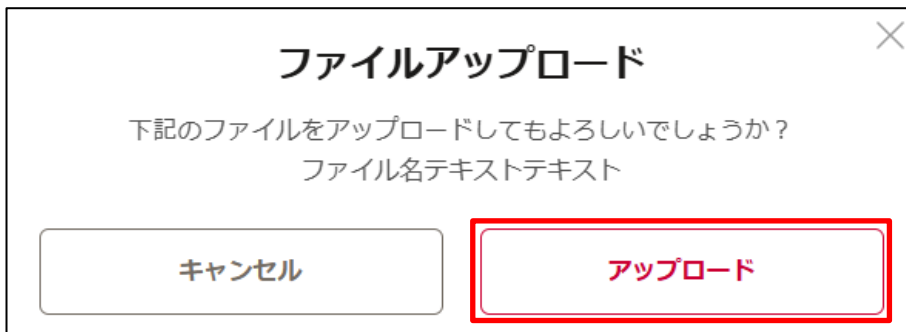 ファイルアップロード
下記のファイルをアップロードしてもよろしいでしょうか？
ファイル名テキストテキスト
キャンセル
アップロード